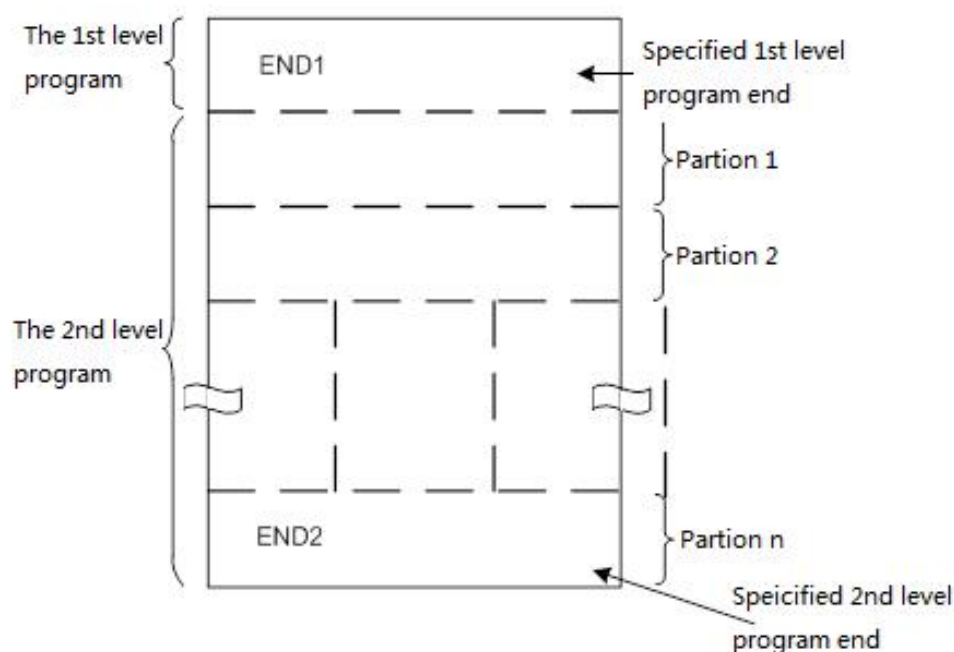 The 1st level
program
END1
Specified 1st level
program end
Partion 1
Partion 2
The 2nd level
program
END2
Partion n
Speicified 2nd level
program end